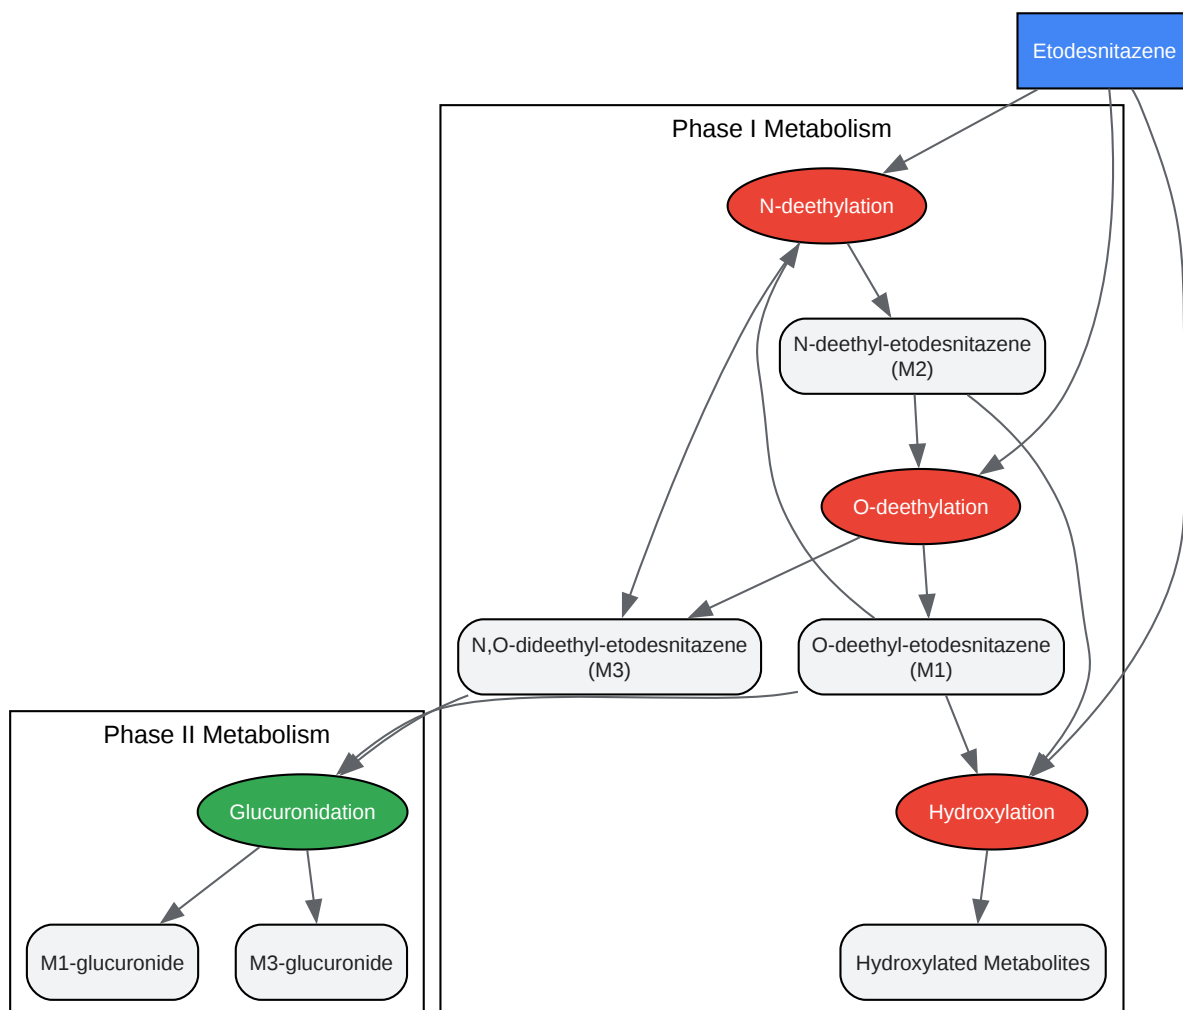 Etodesnitazene
Phase I Metabolism
N-deethylation
N-deethyl-etodesnitazene
(M2)
O-deethylation
N,O-dideethyl-etodesnitazene
(M3)
O-deethyl-etodesnitazene
(M1)
Phase II Metabolism
Glucuronidation
Hydroxylation
M1-glucuronide
M3-glucuronide
Hydroxylated Metabolites